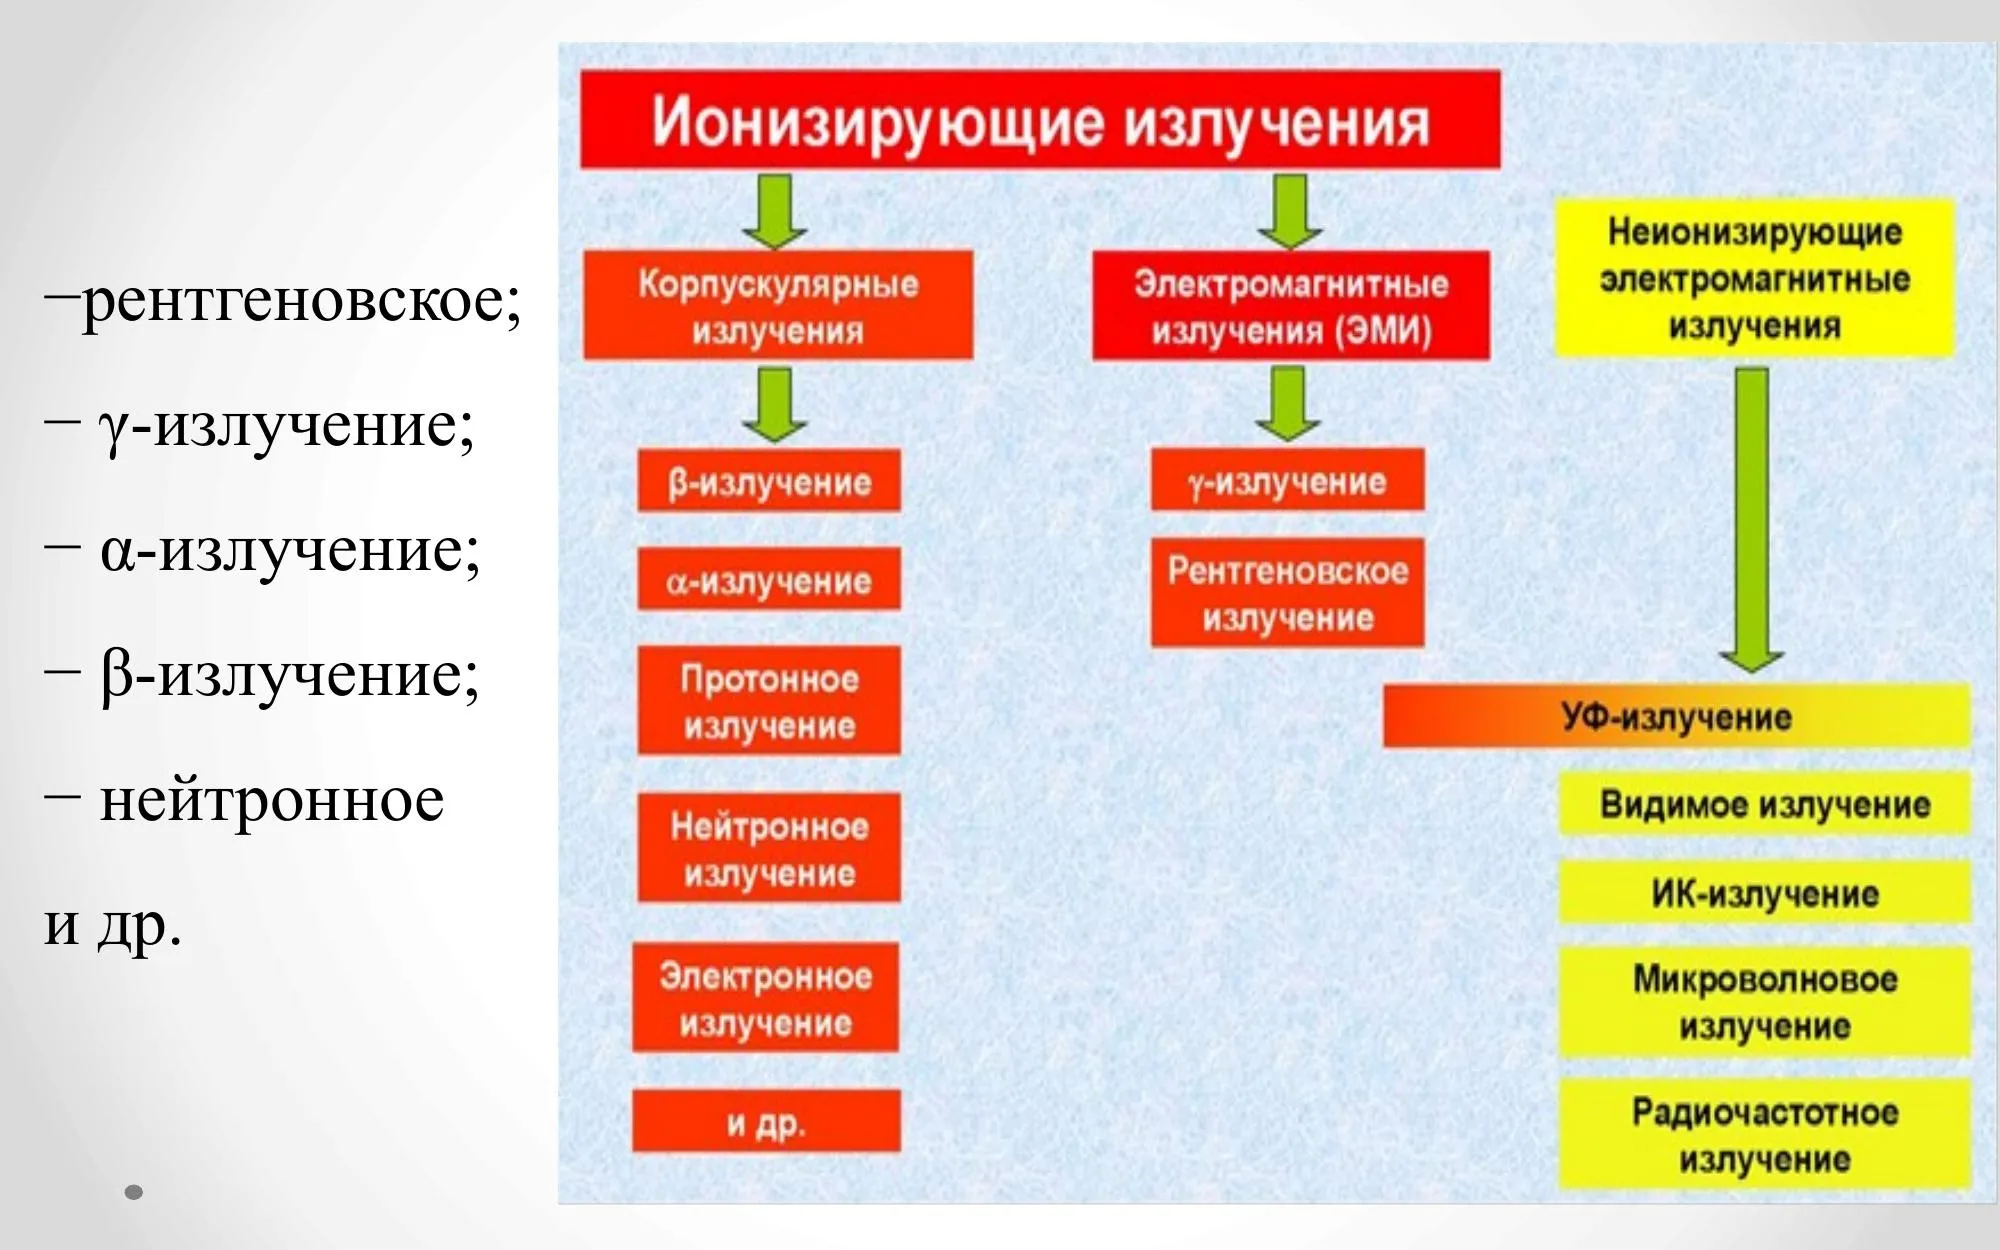 −рентгеновское;
− γ-излучение;
− α-излучение;
− β-излучение;
− нейтронное
и др.
Ионизирующие излучения
Корпускулярные
излучения
β-излучение
α-излучение
Протонное
излучение
Нейтронное
излучение
Электронное
излучение
и др.
Электромагнитные
излучения (ЭМИ)
γ-излучение
Рентгеновское
излучение
Неионизирующие
электромагнитные
излучения
УФ-излучение
Видимое излучение
ИК-излучение
Микроволновое
излучение
Радиочастотное
излучение